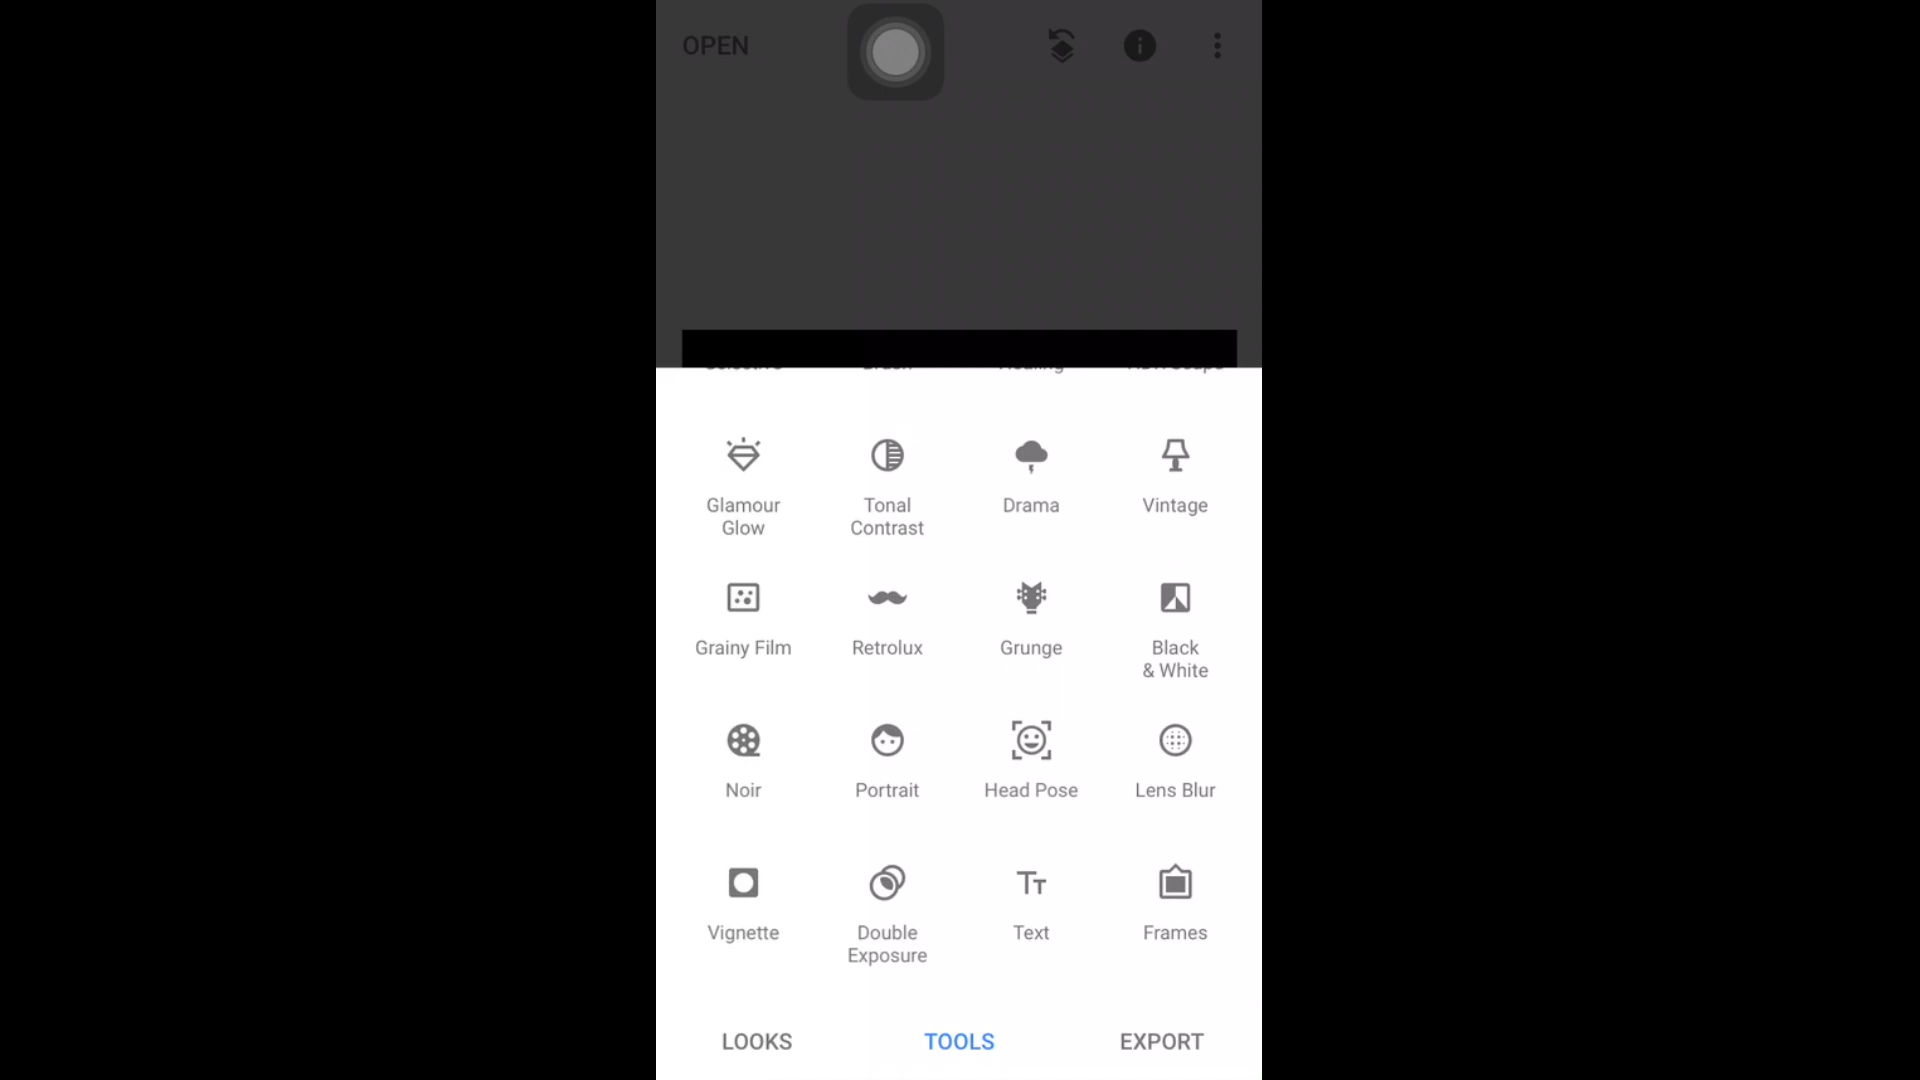 OPEN
Glamour
Glow
Tonal
Contrast
Drama
Vintage
Grainy Film
Retrolux
Grunge
Black
& White
Noir
Portrait
Head Pose
Lens Blur
Vignette
Double
Exposure
Text
Frames
LOOKS
TOOLS
EXPORT